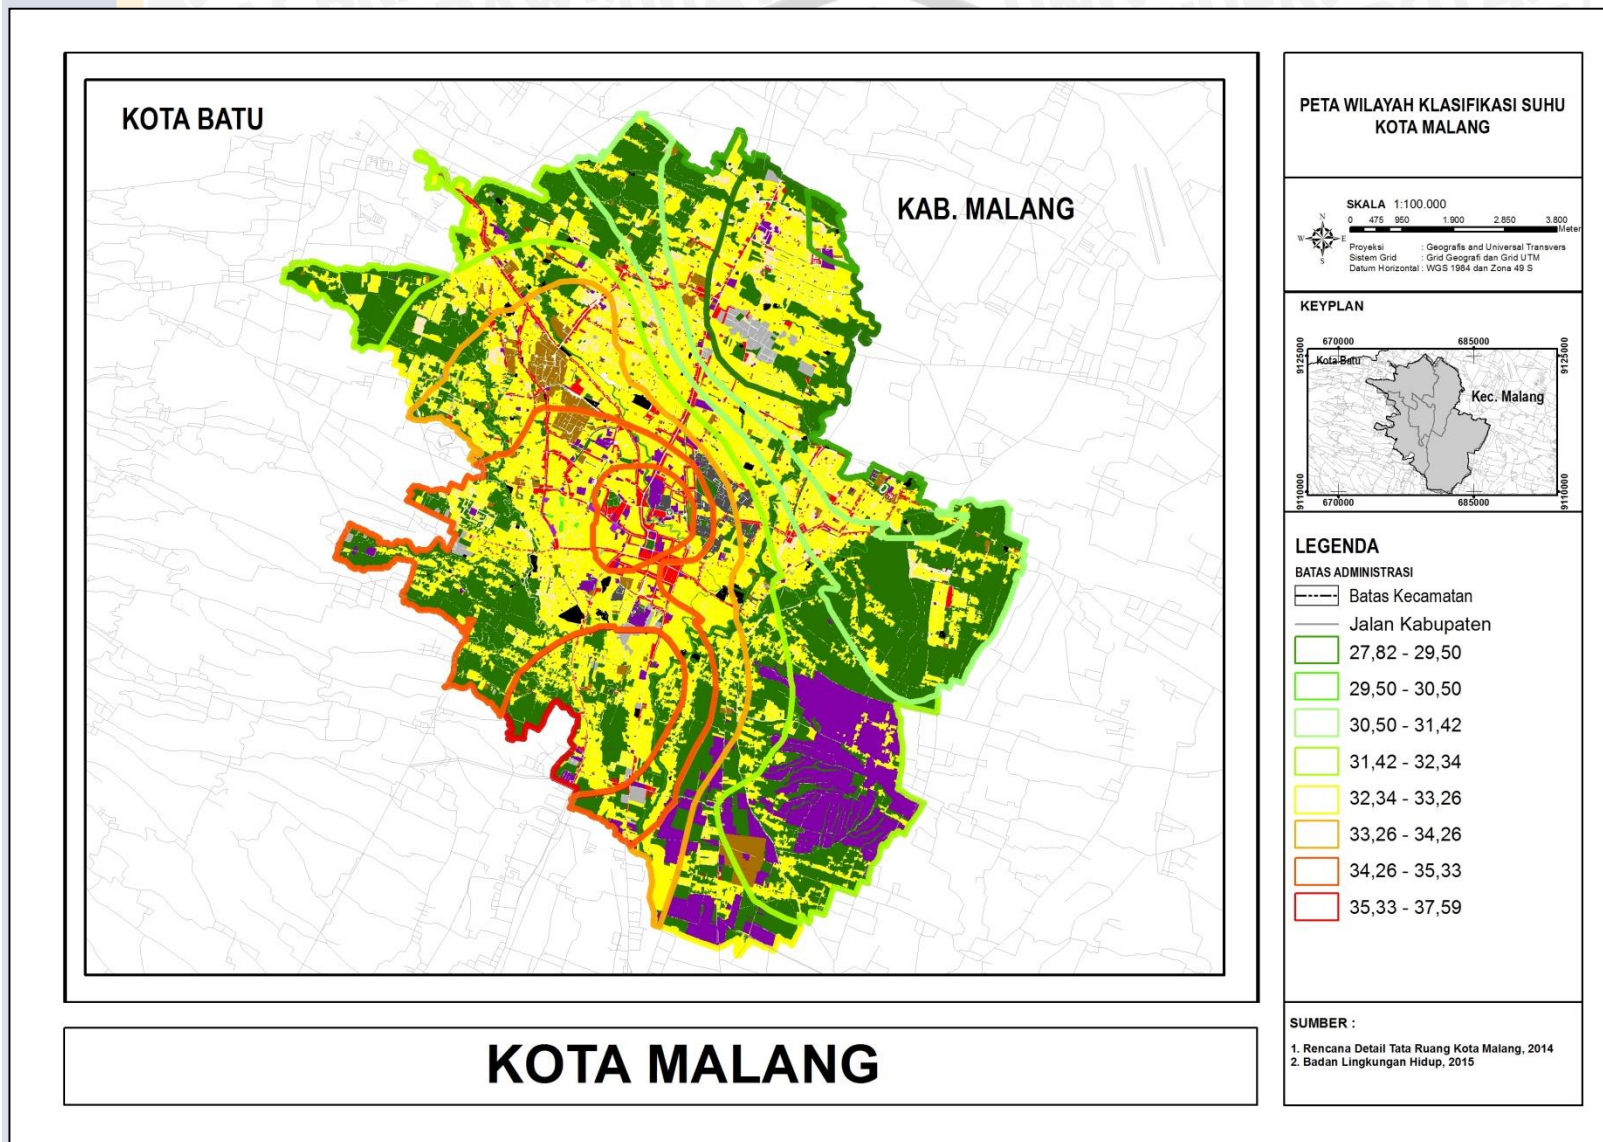 KOTA BATU
KAB. MALANG
KOTA MALANG
PETA WILAYAH KLASIFIKASI SUHU
KOTA MALANG
SKALA 1:100.000
0 475 950 1.900 2.850 3.800
Meter
N
W E
S
Proyeksi : Geografis and Universal Transvers
Sistem Grid : Grid Geografi dan Grid UTM
Datum Horizontal : WGS 1984 dan Zona 49 S
KEYPLAN
670000 685000
9125000 9125000
Kota Batu
Kec. Malang
9110000 9110000
670000 685000
LEGENDA
BATAS ADMINISTRASI
Batas Kecamatan
Jalan Kabupaten
27,82 - 29,50
29,50 - 30,50
30,50 - 31,42
31,42 - 32,34
32,34 - 33,26
33,26 - 34,26
34,26 - 35,33
35,33 - 37,59
SUMBER :
1. Rencana Detail Tata Ruang Kota Malang, 2014
2. Badan Lingkungan Hidup, 2015